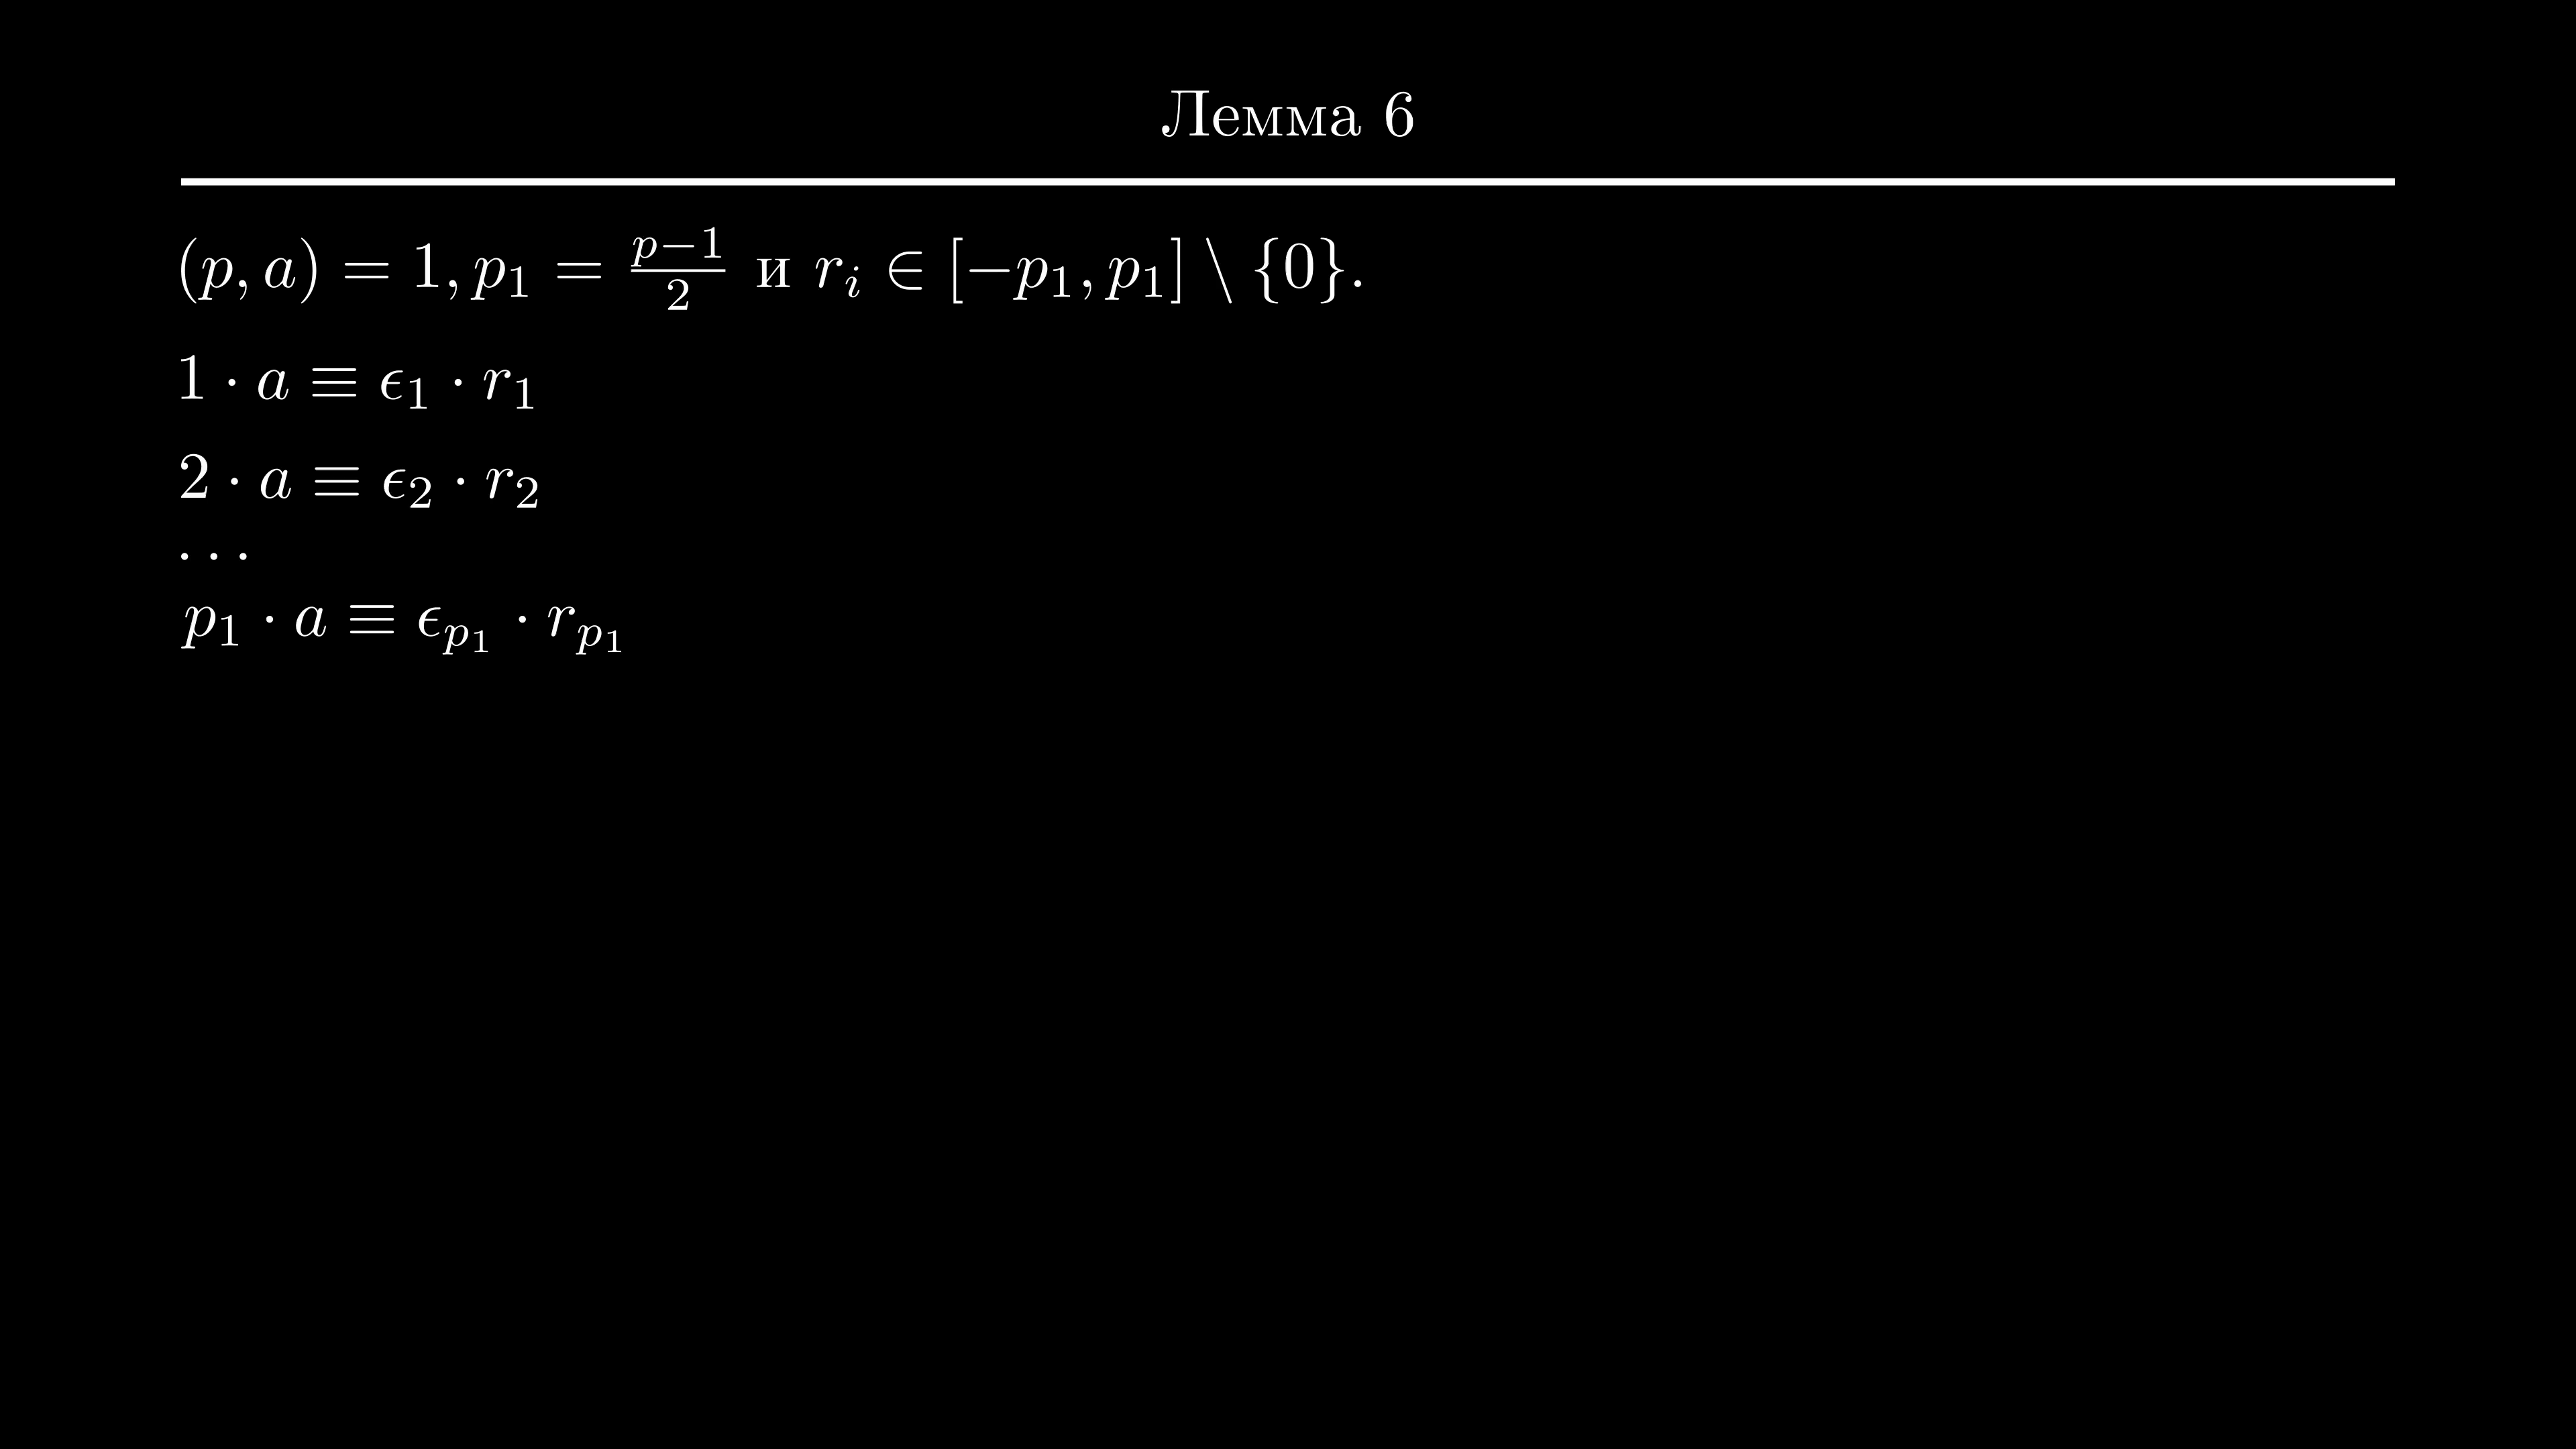 Лемма 6
(p, a) = 1, p₁ = \frac{p−1}{2} и rᵢ ∈ [−p₁, p₁] \ {0}.
1 · a ≡ ϵ₁ · r₁
2 · a ≡ ϵ₂ · r₂
· · ·
p₁ · a ≡ ϵ_{p₁} · r_{p₁}